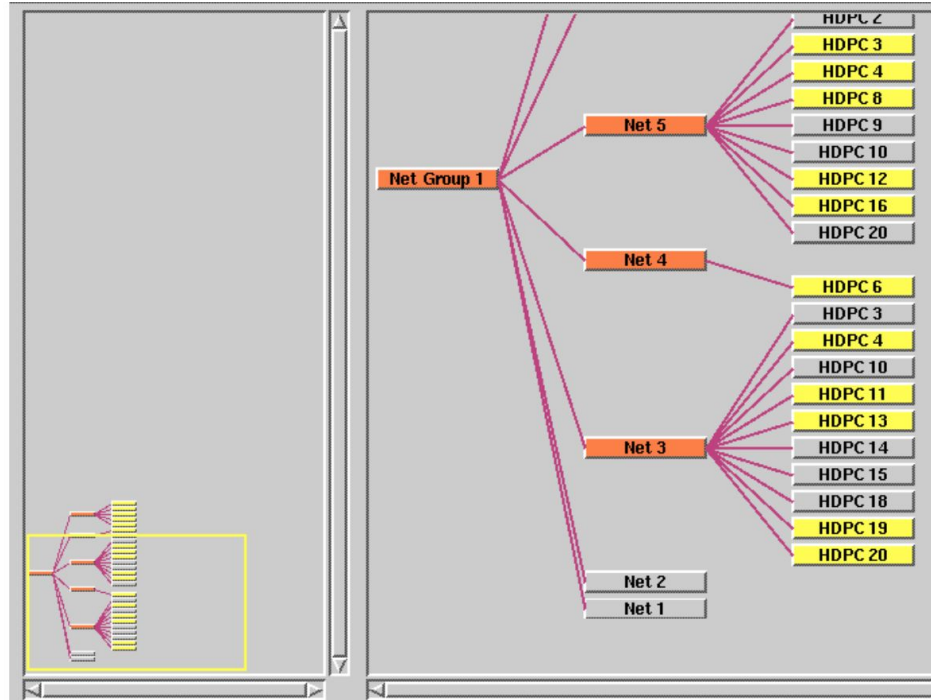 HDPC 2
HDPC 3
HDPC 4
HDPC 8
Net 5
HDPC 9
HDPC 10
Net Group 1
HDPC 12
HDPC 16
HDPC 20
Net 4
HDPC 6
HDPC 3
HDPC 4
HDPC 10
HDPC 11
HDPC 13
Net 3
HDPC 14
HDPC 15
HDPC 18
HDPC 19
HDPC 20
Net 2
Net 1